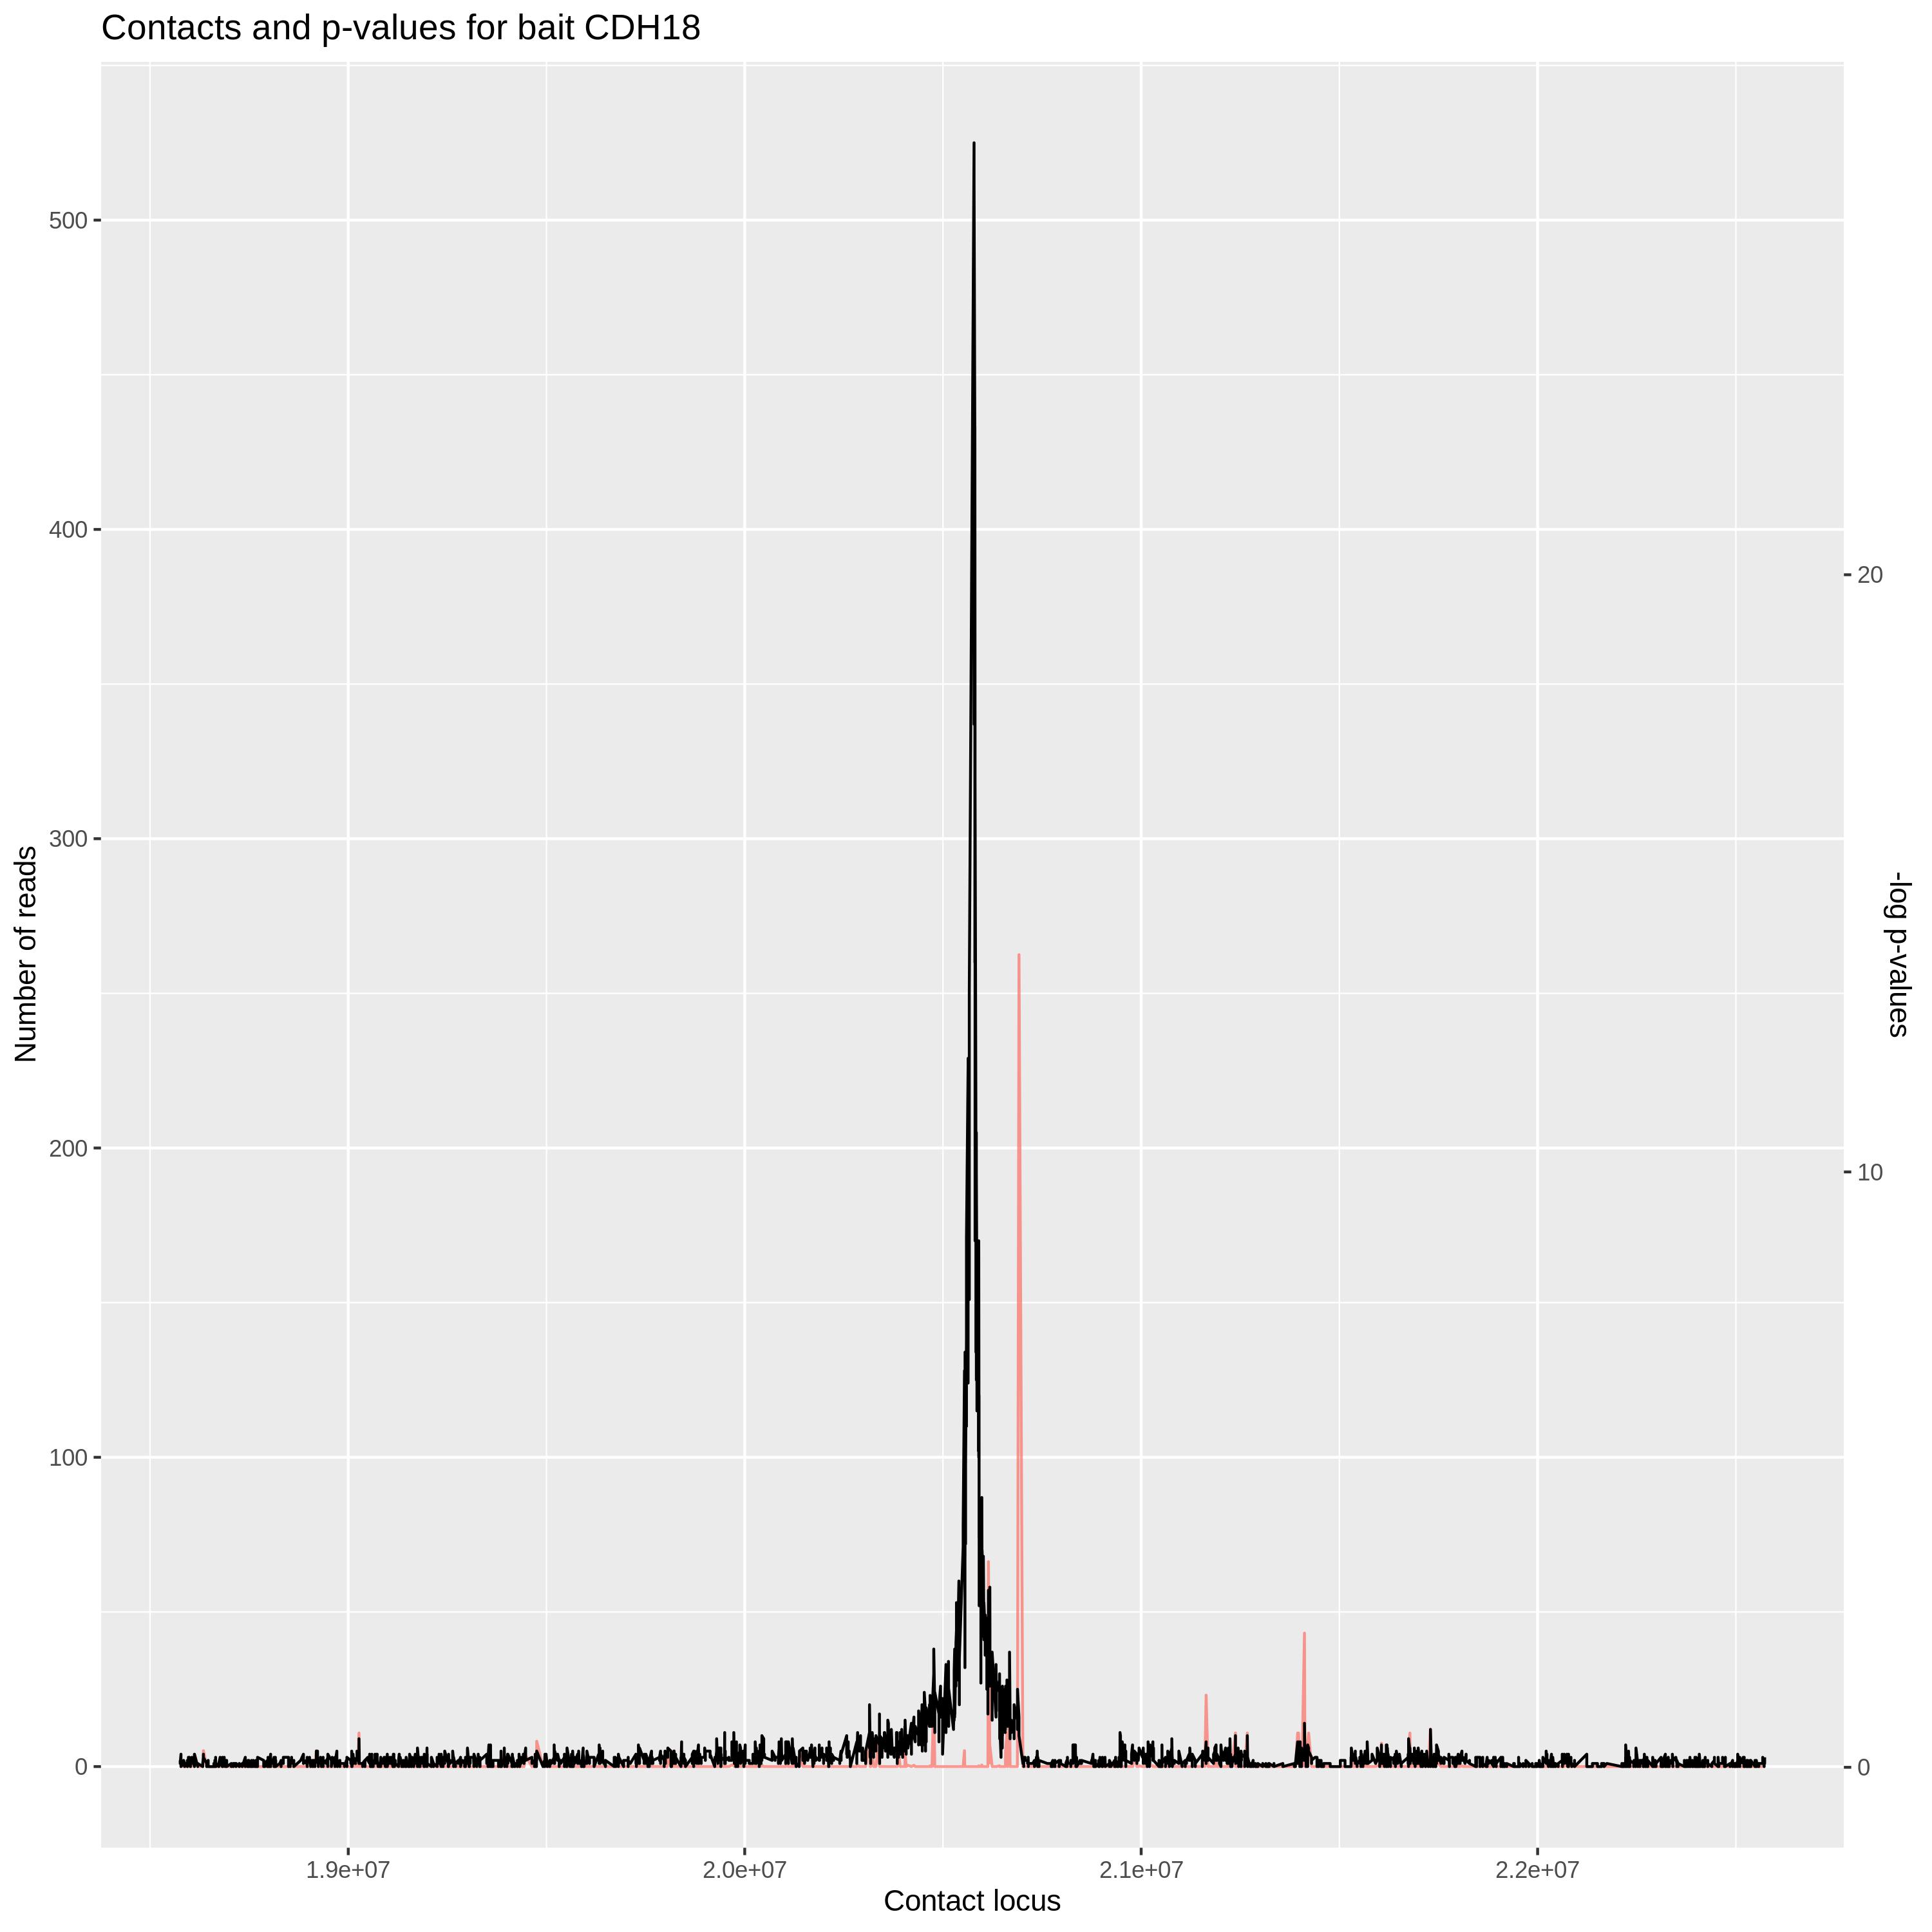 Contacts and p-values for bait CDH18
500
400
300
200
100
0
Number of reads
20
10
0
-log p-values
1.9e+07
2.0e+07
2.1e+07
2.2e+07
Contact locus